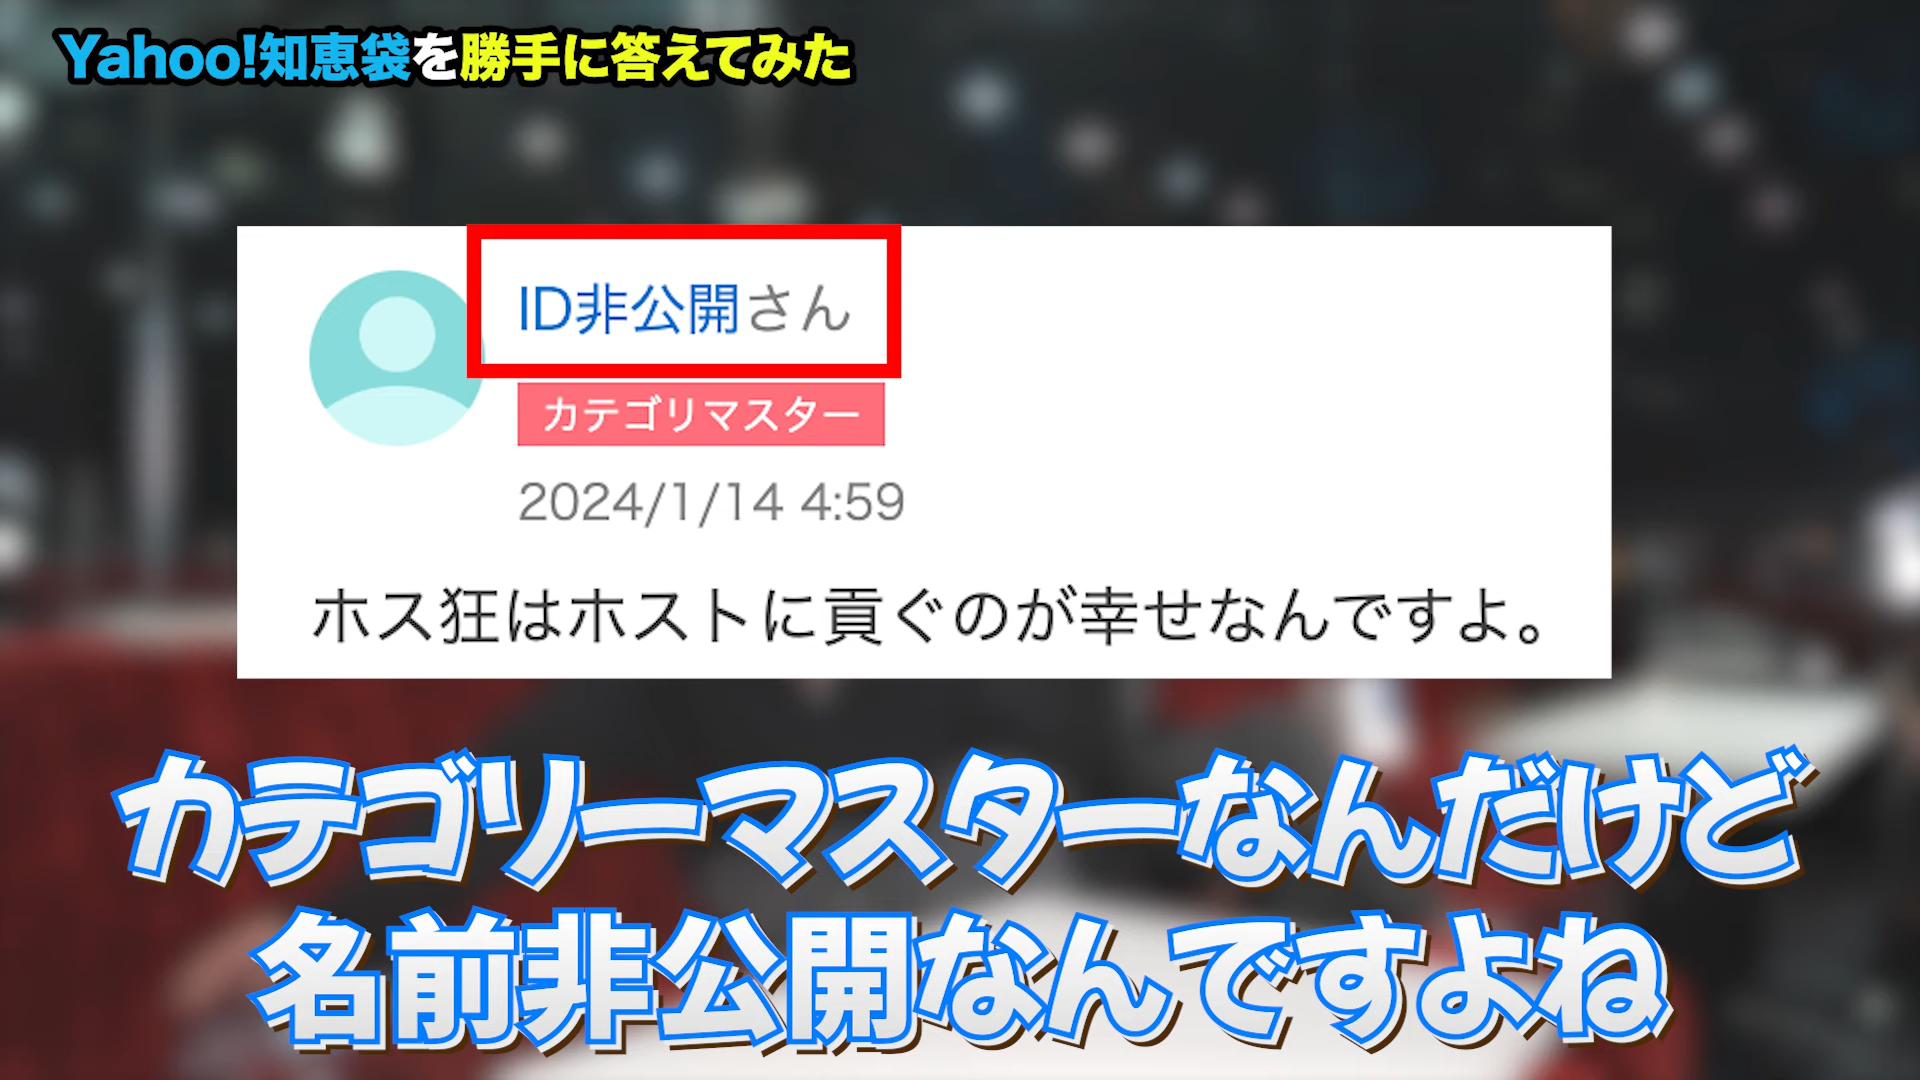 Yahoo!知恵袋を勝手に答えてみた
ID非公開さん
カテゴリマスター
2024/1/14 4:59
ホス狂はホストに貢ぐのが幸せなんですよ。
カテゴリーマスターなんだけど
名前非公開なんですよね